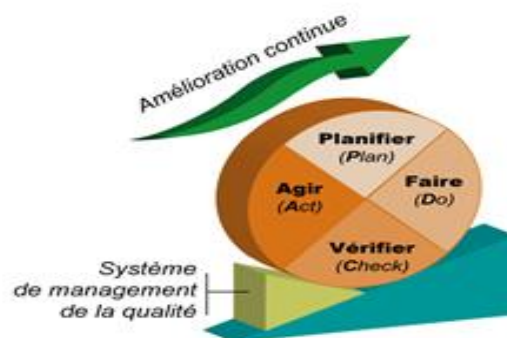 Amélioration continue
Planifier
(Plan)
Agir
(Act)
Faire
(Do)
Vérifier
(Check)
Système
de management
de la qualité